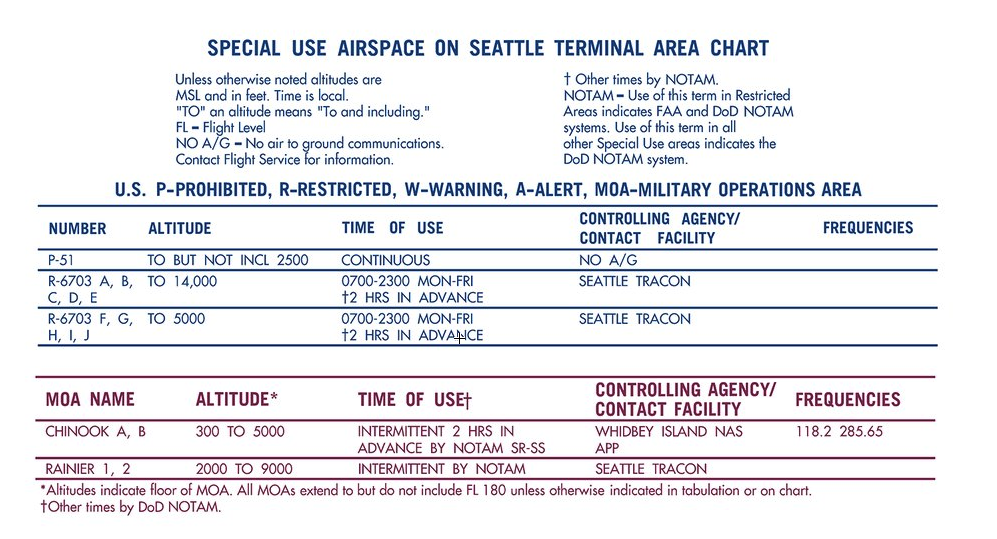 SPECIAL USE AIRSPACE ON SEATTLE TERMINAL AREA CHART
Unless otherwise noted altitudes are
MSL and in feet. Time is local.
"TO" an altitude means "To and including."
FL – Flight Level
NO A/G – No air to ground communications.
Contact Flight Service for information.
† Other times by NOTAM.
NOTAM – Use of this term in Restricted
Areas indicates FAA and DoD NOTAM
systems. Use of this term in all
other Special Use areas indicates the
DoD NOTAM system.
U.S. P–PROHIBITED, R–RESTRICTED, W–WARNING, A–ALERT, MOA–MILITARY OPERATIONS AREA
NUMBER ALTITUDE TIME OF USE CONTROLLING AGENCY/
CONTACT FACILITY FREQUENCIES
P-51 TO BUT NOT INCL 2500 CONTINUOUS NO A/G
R-6703 A, B, TO 14,000 0700-2300 MON-FRI SEATTLE TRACON
C, D, E †2 HRS IN ADVANCE
R-6703 F, G, TO 5000 0700-2300 MON-FRI SEATTLE TRACON
H, I, J †2 HRS IN ADVANCE
MOA NAME ALTITUDE* TIME OF USE† CONTROLLING AGENCY/
CONTACT FACILITY FREQUENCIES
CHINOOK A, B 300 TO 5000 INTERMITTENT 2 HRS IN WHIDBEY ISLAND NAS 118.2 285.65
ADVANCE BY NOTAM SR-SS APP
RAINIER 1, 2 2000 TO 9000 INTERMITTENT BY NOTAM SEATTLE TRACON
*Altitudes indicate floor of MOA. All MOAs extend to but do not include FL 180 unless otherwise indicated in tabulation or on chart.
†Other times by DoD NOTAM.